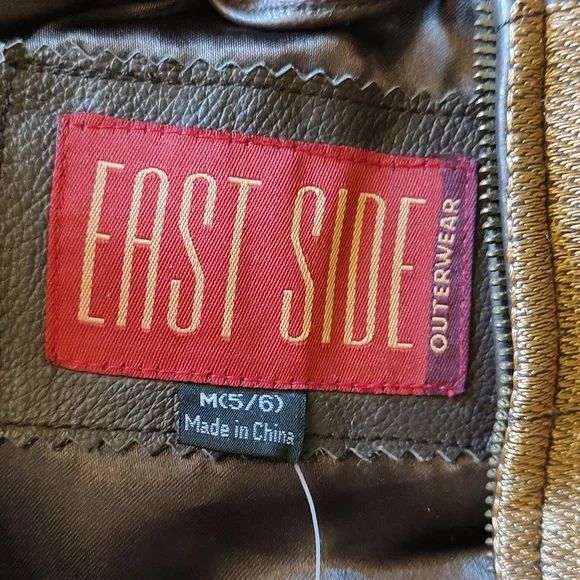 EAST SIDE
OUTERWEAR
M(5/6)
Made in China